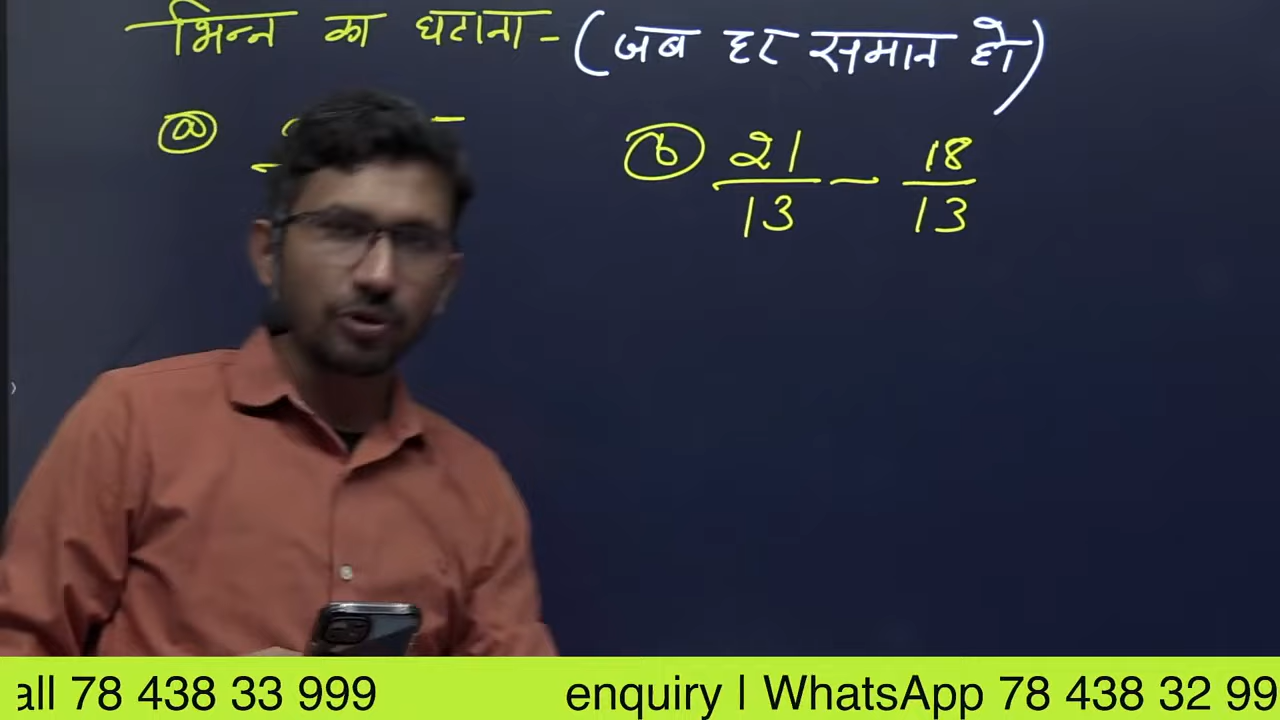 भिन्न का घटाना - (जब हर समान हो)
ⓐ
ⓑ 21/13 - 18/13
all 78 438 33 999 enquiry | WhatsApp 78 438 32 99